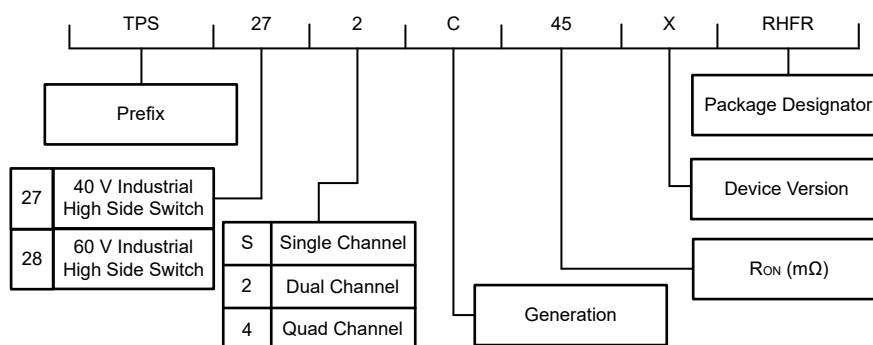 TPS 27 2 C 45 X RHFR
Prefix
Package Designator
27 40 V Industrial
High Side Switch
28 60 V Industrial
High Side Switch
S Single Channel
2 Dual Channel
4 Quad Channel
Device Version
RON (mΩ)
Generation